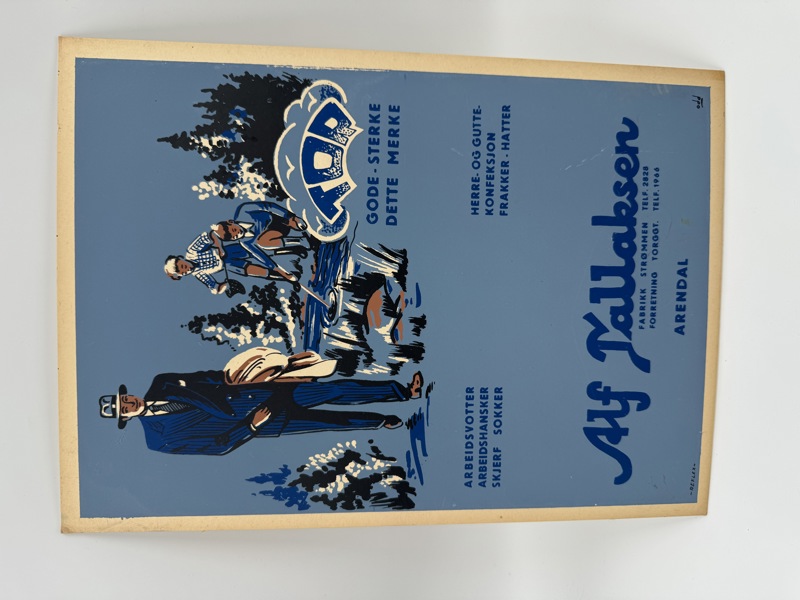 TOR
GODE - STERKE
DETTE MERKE
ARBEIDSVOTTER
ARBEIDSHANSKER
SKJERF SOKKER
HERRE- OG GUTTE-
KONFEKSJON
FRAKKER - HATTER
Alf Tallaksen
FABRIKK STRØMMEN TELF. 2828
FORRETNING TORGGT. TELF. 1966
ARENDAL